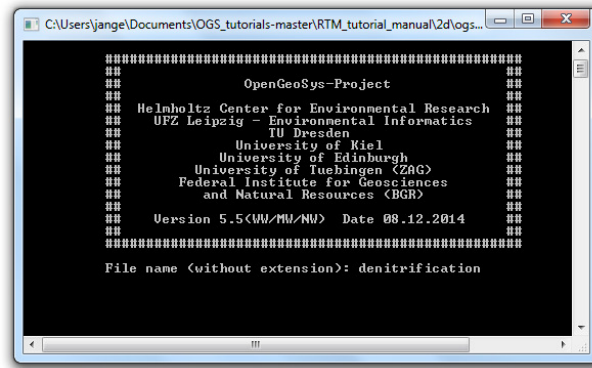 C:\Users\jange\Documents\OGS_tutorials-master\RTM_tutorial_manual\2d\ogs...
###################################################
## ##
## OpenGeoSys-Project ##
## ##
## Helmholtz Center for Environmental Research ##
## UFZ Leipzig - Environmental Informatics ##
## TU Dresden ##
## University of Kiel ##
## University of Edinburgh ##
## University of Tuebingen (ZAG) ##
## Federal Institute for Geosciences ##
## and Natural Resources (BGR) ##
## ##
## Version 5.5(WW/MW/NW) Date 08.12.2014 ##
## ##
###################################################
File name (without extension): denitrification